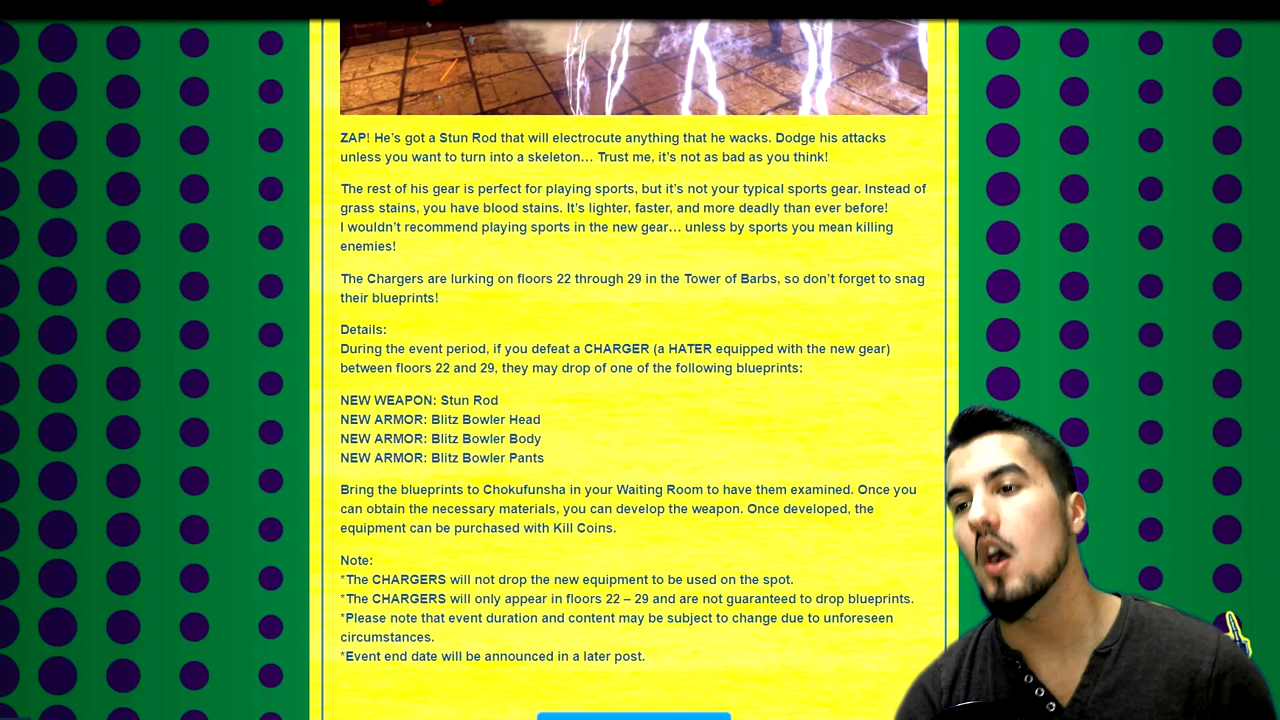 ZAP! He's got a Stun Rod that will electrocute anything that he wacks. Dodge his attacks
unless you want to turn into a skeleton… Trust me, it's not as bad as you think!
The rest of his gear is perfect for playing sports, but it's not your typical sports gear. Instead of
grass stains, you have blood stains. It's lighter, faster, and more deadly than ever before!
I wouldn't recommend playing sports in the new gear… unless by sports you mean killing
enemies!
The Chargers are lurking on floors 22 through 29 in the Tower of Barbs, so don't forget to snag
their blueprints!
Details:
During the event period, if you defeat a CHARGER (a HATER equipped with the new gear)
between floors 22 and 29, they may drop of one of the following blueprints:
NEW WEAPON: Stun Rod
NEW ARMOR: Blitz Bowler Head
NEW ARMOR: Blitz Bowler Body
NEW ARMOR: Blitz Bowler Pants
Bring the blueprints to Chokufunsha in your Waiting Room to have them examined. Once you
can obtain the necessary materials, you can develop the weapon. Once developed, the
equipment can be purchased with Kill Coins.
Note:
*The CHARGERS will not drop the new equipment to be used on the spot.
*The CHARGERS will only appear in floors 22 – 29 and are not guaranteed to drop blueprints.
*Please note that event duration and content may be subject to change due to unforeseen
circumstances.
*Event end date will be announced in a later post.